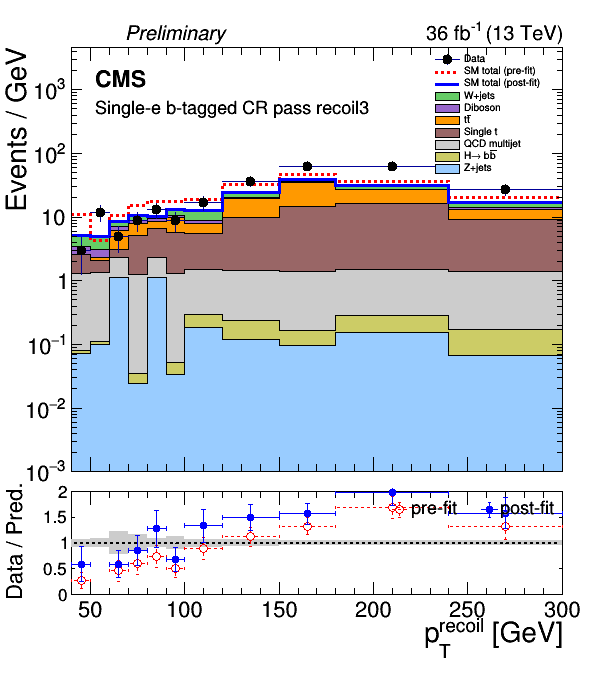 Preliminary
36 fb⁻¹ (13 TeV)
CMS
Single-e b-tagged CR pass recoil3
Data
SM total (pre-fit)
SM total (post-fit)
W+jets
Diboson
tt̅
Single t
QCD multijet
H→ bb̅
Z+jets
Events / GeV
10³
10²
10
1
10⁻¹
10⁻²
10⁻³
Data / Pred.
2
1.5
1
0.5
0
pre-fit
post-fit
50
100
150
200
250
300
p_T^recoil [GeV]